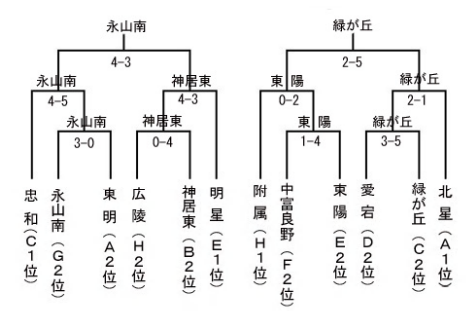 永山南
緑が丘
4-3
2-5
永山南
神居東
東陽
緑が丘
4-5
4-3
0-2
2-1
永山南
神居東
東陽
緑が丘
3-0
0-4
1-4
3-5
忠和(C1位)
永山南(G2位)
東明(A2位)
広陵(H2位)
神居東(B2位)
明星(E1位)
附属(H1位)
中富良野(F2位)
東陽(E2位)
愛宕(D2位)
緑が丘(C2位)
北星(A1位)